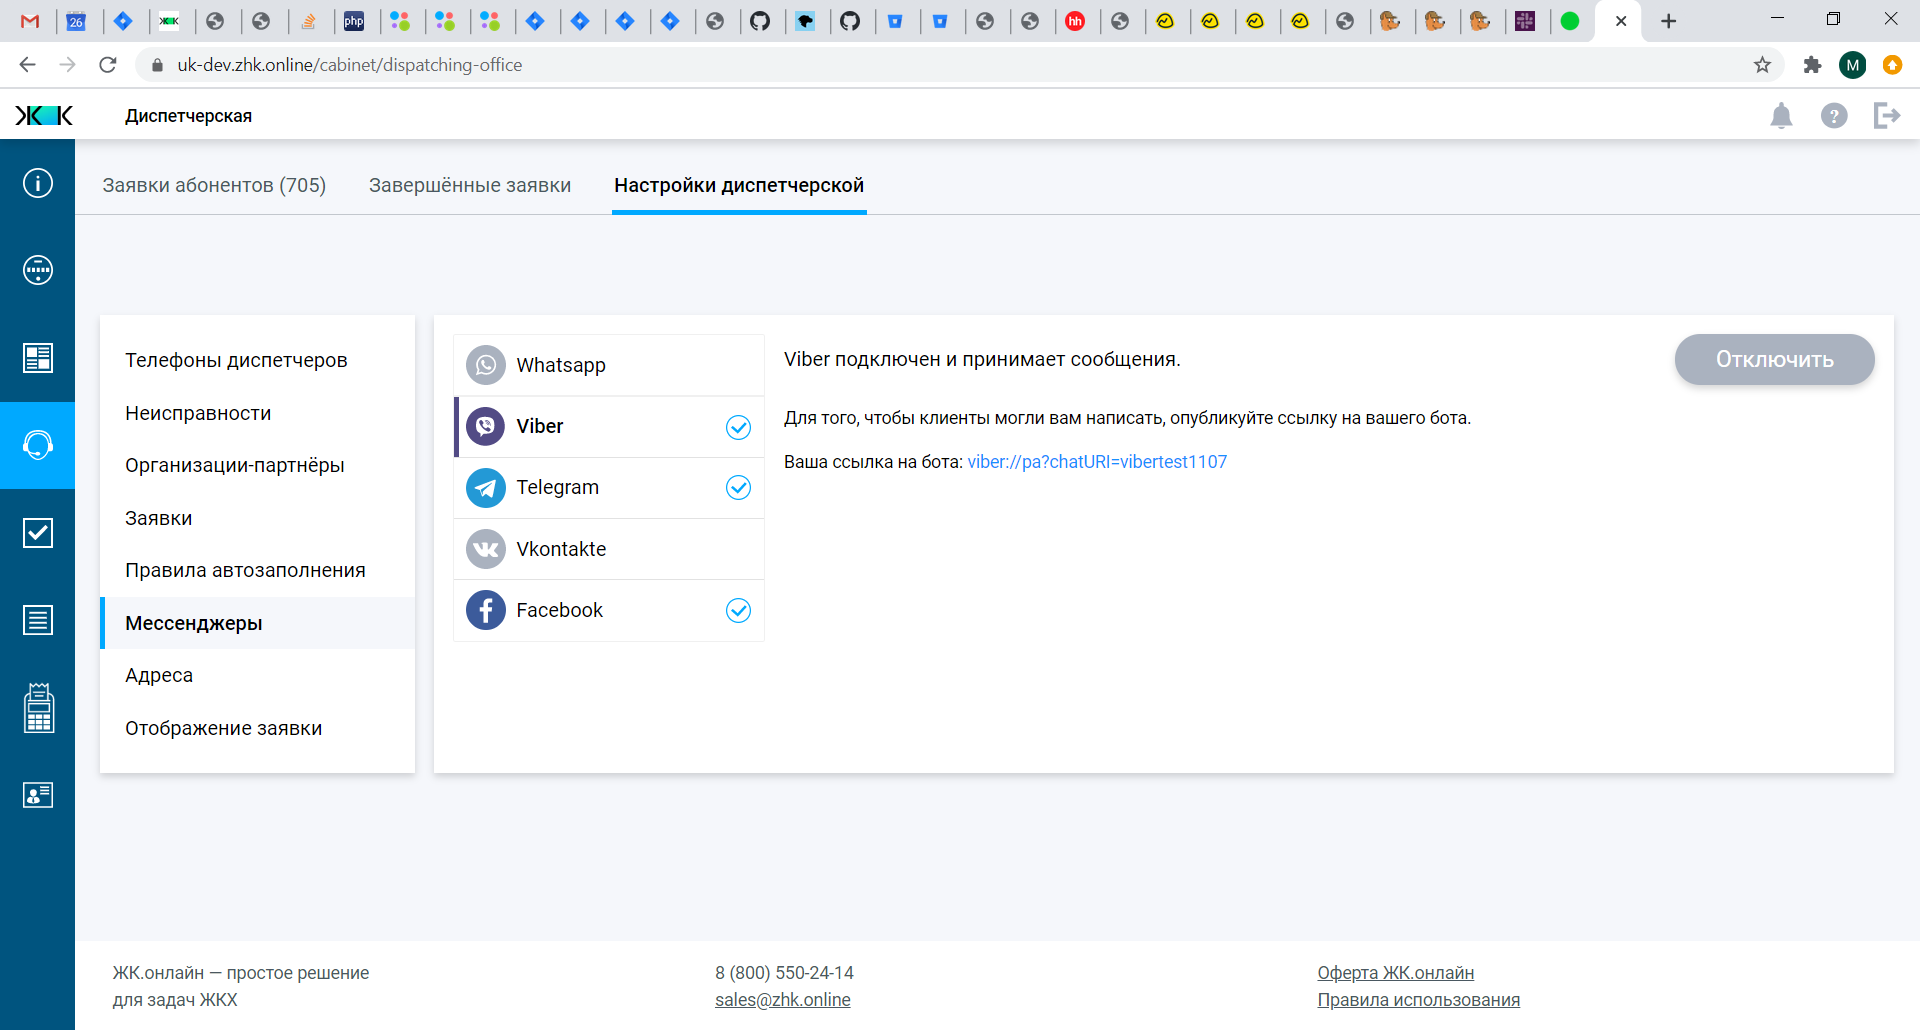 26
php
hh
uk-dev.zhk.online/cabinet/dispatching-office
M
ЖК Диспетчерская
?
Заявки абонентов (705) Завершённые заявки Настройки диспетчерской
Телефоны диспетчеров
Неисправности
Организации-партнёры
Заявки
Правила автозаполнения
Мессенджеры
Адреса
Отображение заявки
Whatsapp
Viber
Telegram
Vkontakte
Facebook
Viber подключен и принимает сообщения.
Отключить
Для того, чтобы клиенты могли вам написать, опубликуйте ссылку на вашего бота.
Ваша ссылка на бота: viber://pa?chatURI=vibertest1107
ЖК.онлайн — простое решение
для задач ЖКХ
8 (800) 550-24-14
sales@zhk.online
Оферта ЖК.онлайн
Правила использования